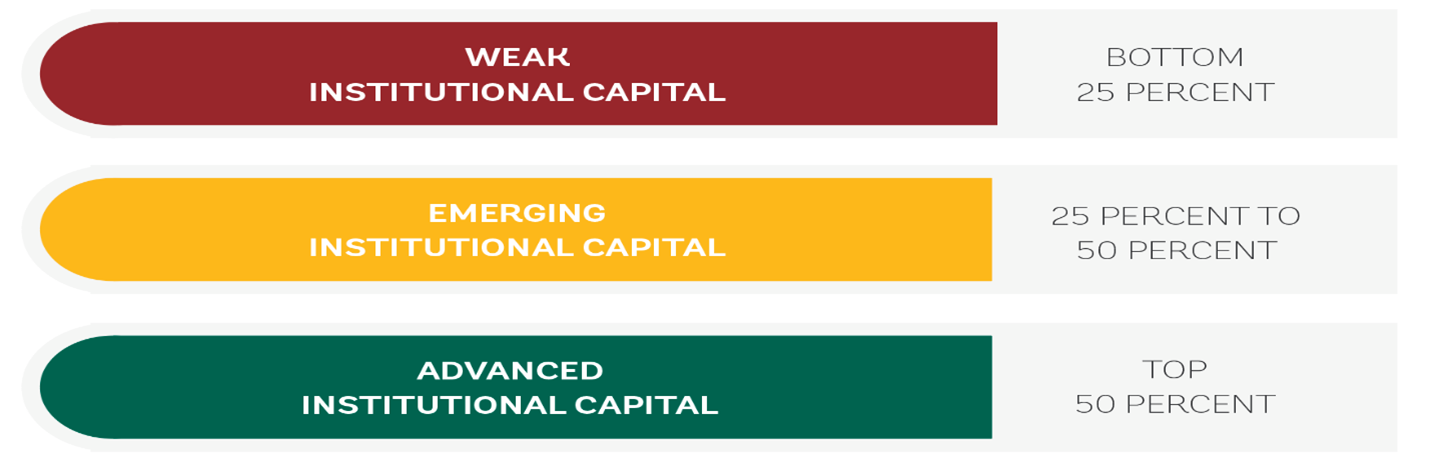 WEAK
INSTITUTIONAL CAPITAL
BOTTOM
25 PERCENT
EMERGING
INSTITUTIONAL CAPITAL
25 PERCENT TO
50 PERCENT
ADVANCED
INSTITUTIONAL CAPITAL
TOP
50 PERCENT